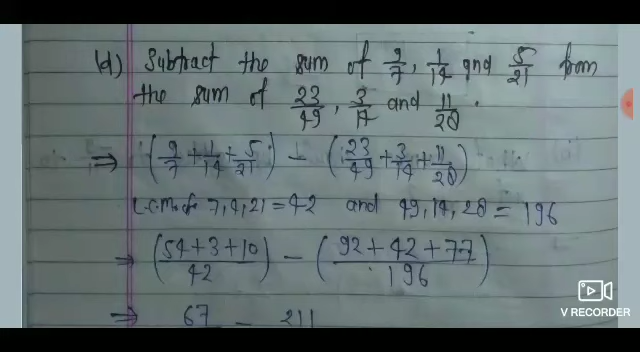 (d) Subtract the sum of 9/7, 1/14 and 5/21 from
the sum of 23/49, 3/17 and 11/28.
⇒ (9/7 + 1/14 + 5/21) - (23/49 + 3/14 + 11/28)
L.C.M. of 7,4,21 = 42 and 49,14,28 = 196
⇒ (54+3+10/42) - (92+42+77/196)
⇒ 67 - 211
V RECORDER